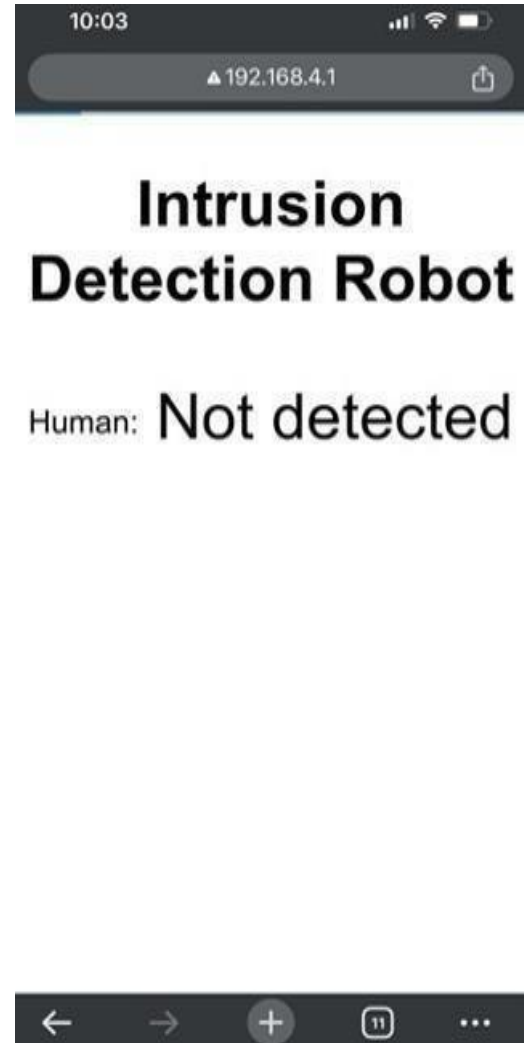 10:03
192.168.4.1
Intrusion
Detection Robot
Human: Not detected
11